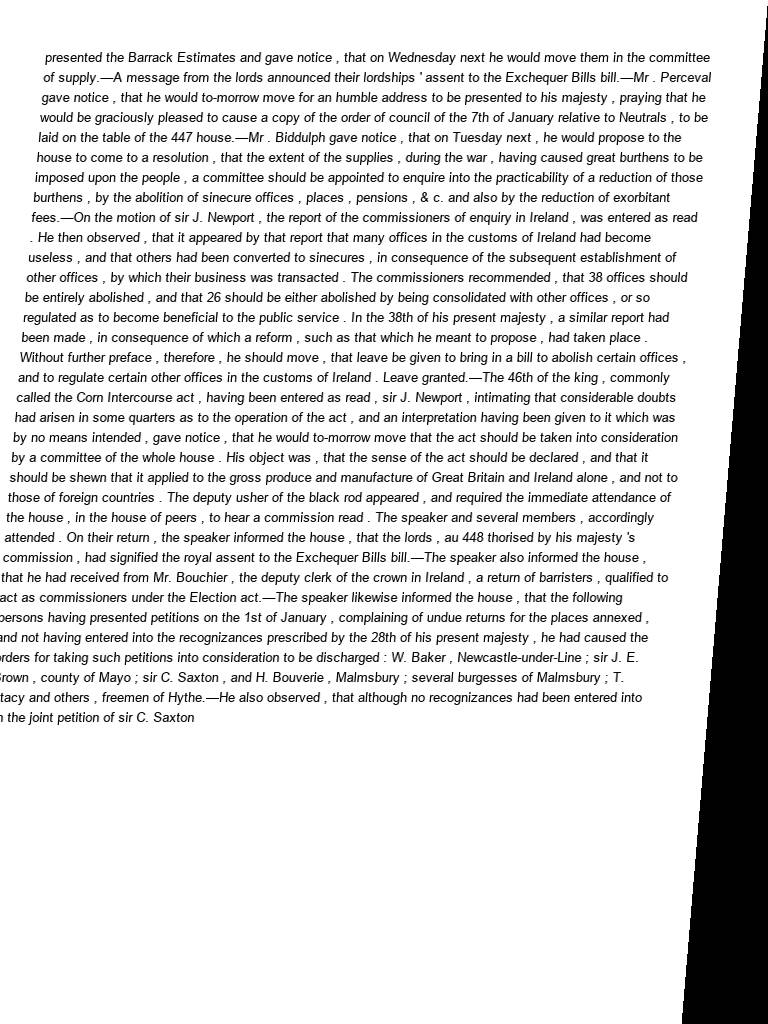 presented the Barrack Estimates and gave notice , that on Wednesday next he would move them in the committee
of supply.—A message from the lords announced their lordships ' assent to the Exchequer Bills bill.—Mr . Perceval
gave notice , that he would to-morrow move for an humble address to be presented to his majesty , praying that he
would be graciously pleased to cause a copy of the order of council of the 7th of January relative to Neutrals , to be
laid on the table of the 447 house.—Mr . Biddulph gave notice , that on Tuesday next , he would propose to the
house to come to a resolution , that the extent of the supplies , during the war , having caused great burthens to be
imposed upon the people , a committee should be appointed to enquire into the practicability of a reduction of those
burthens , by the abolition of sinecure offices , places , pensions , & c. and also by the reduction of exorbitant
fees.—On the motion of sir J. Newport , the report of the commissioners of enquiry in Ireland , was entered as read
. He then observed , that it appeared by that report that many offices in the customs of Ireland had become
useless , and that others had been converted to sinecures , in consequence of the subsequent establishment of
other offices , by which their business was transacted . The commissioners recommended , that 38 offices should
be entirely abolished , and that 26 should be either abolished by being consolidated with other offices , or so
regulated as to become beneficial to the public service . In the 38th of his present majesty , a similar report had
been made , in consequence of which a reform , such as that which he meant to propose , had taken place .
Without further preface , therefore , he should move , that leave be given to bring in a bill to abolish certain offices ,
and to regulate certain other offices in the customs of Ireland . Leave granted.—The 46th of the king , commonly
called the Corn Intercourse act , having been entered as read , sir J. Newport , intimating that considerable doubts
had arisen in some quarters as to the operation of the act , and an interpretation having been given to it which was
by no means intended , gave notice , that he would to-morrow move that the act should be taken into consideration
by a committee of the whole house . His object was , that the sense of the act should be declared , and that it
should be shewn that it applied to the gross produce and manufacture of Great Britain and Ireland alone , and not to
those of foreign countries . The deputy usher of the black rod appeared , and required the immediate attendance of
the house , in the house of peers , to hear a commission read . The speaker and several members , accordingly
attended . On their return , the speaker informed the house , that the lords , au 448 thorised by his majesty 's
commission , had signified the royal assent to the Exchequer Bills bill.—The speaker also informed the house ,
that he had received from Mr. Bouchier , the deputy clerk of the crown in Ireland , a return of barristers , qualified to
act as commissioners under the Election act.—The speaker likewise informed the house , that the following
persons having presented petitions on the 1st of January , complaining of undue returns for the places annexed ,
and not having entered into the recognizances prescribed by the 28th of his present majesty , he had caused the
orders for taking such petitions into consideration to be discharged : W. Baker , Newcastle-under-Line ; sir J. E.
Brown , county of Mayo ; sir C. Saxton , and H. Bouverie , Malmsbury ; several burgesses of Malmsbury ; T.
and others , freemen of Hythe.—He also observed , that although no recognizances had been entered into
the joint petition of sir C. Saxton